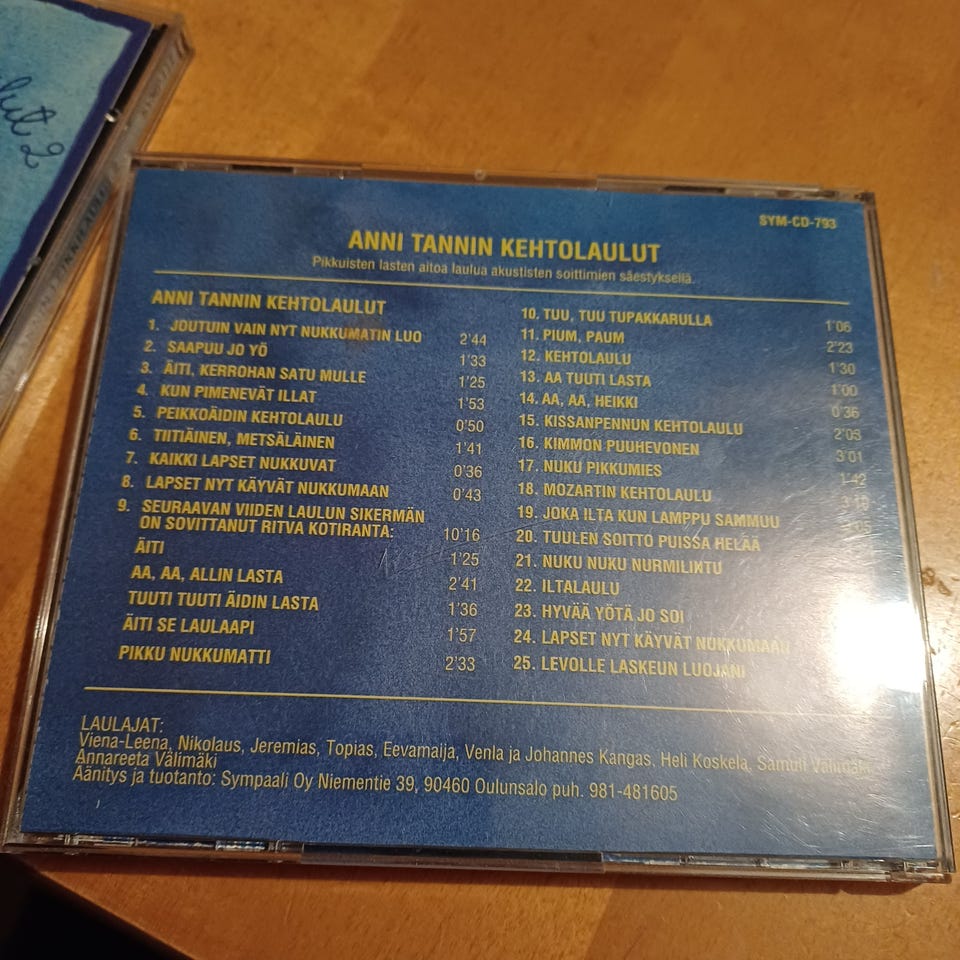 lut 2
SYM-CD-793
ANNI TANNIN KEHTOLAULUT
Pikkuisten lasten aitoa laulua akustisten soittimien säestyksellä.
ANNI TANNIN KEHTOLAULUT
1. JOUTUIN VAIN NYT NUKKUMATIN LUO 2'44
2. SAAPUU JO YÖ 1'33
3. ÄITI, KERROHAN SATU MULLE 1'25
4. KUN PIMENEVÄT ILLAT 1'53
5. PEIKKOÄIDIN KEHTOLAULU 0'50
6. TIITIÄINEN, METSÄLÄINEN 1'41
7. KAIKKI LAPSET NUKKUVAT 0'36
8. LAPSET NYT KÄYVÄT NUKKUMAAN 0'43
9. SEURAAVAN VIIDEN LAULUN SIKERMÄN
ON SOVITTANUT RITVA KOTIRANTA: 10'16
ÄITI 1'25
AA, AA, ALLIN LASTA 2'41
TUUTI TUUTI ÄIDIN LASTA 1'36
ÄITI SE LAULAAPI 1'57
PIKKU NUKKUMATTI 2'33
10. TUU, TUU TUPAKKARULLA 1'06
11. PIUM, PAUM 2'23
12. KEHTOLAULU 1'30
13. AA TUUTI LASTA 1'00
14. AA, AA, HEIKKI 0'36
15. KISSANPENNUN KEHTOLAULU 2'03
16. KIMMON PUUHEVONEN 3'01
17. NUKU PIKKUMIES 1'42
18. MOZARTIN KEHTOLAULU
19. JOKA ILTA KUN LAMPPU SAMMUU
20. TUULEN SOITTO PUISSA HELÄÄ
21. NUKU NUKU NURMILINTU
22. ILTALAULU
23. HYVÄÄ YÖTÄ JO SOI
24. LAPSET NYT KÄYVÄT NUKKUMAAN
25. LEVOLLE LASKEUN LUOJANI
LAULAJAT:
Viena-Leena, Nikolaus, Jeremias, Topias, Eevamaija, Venla ja Johannes Kangas, Heli Koskela, Samuli Välimäki,
Annareeta Välimäki
Äänitys ja tuotanto: Sympaali Oy Niementie 39, 90460 Oulunsalo puh. 981-481605